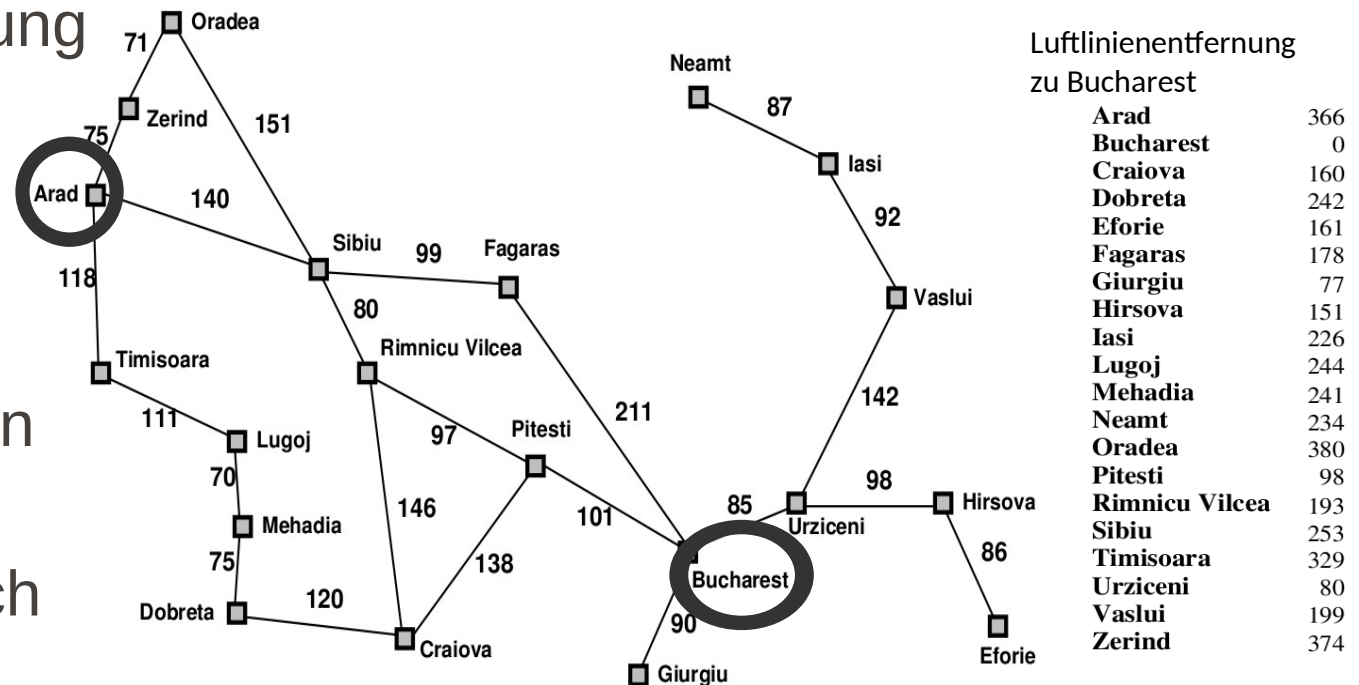 ung
n
ch
Oradea
71
Neamt
87
Zerind
151
75
Iasi
Arad
140
92
Sibiu
99
Fagaras
118
80
Vaslui
Timisoara
Rimnicu Vilcea
111
142
211
Lugoj
97
Pitesti
70
98
Hirsova
146
85
Mehadia
101
Urziceni
86
75
138
Bucharest
Dobreta
120
90
Craiova
Eforie
Giurgiu
Luftlinienentfernung
zu Bucharest
Arad 366
Bucharest 0
Craiova 160
Dobreta 242
Eforie 161
Fagaras 178
Giurgiu 77
Hirsova 151
Iasi 226
Lugoj 244
Mehadia 241
Neamt 234
Oradea 380
Pitesti 98
Rimnicu Vilcea 193
Sibiu 253
Timisoara 329
Urziceni 80
Vaslui 199
Zerind 374